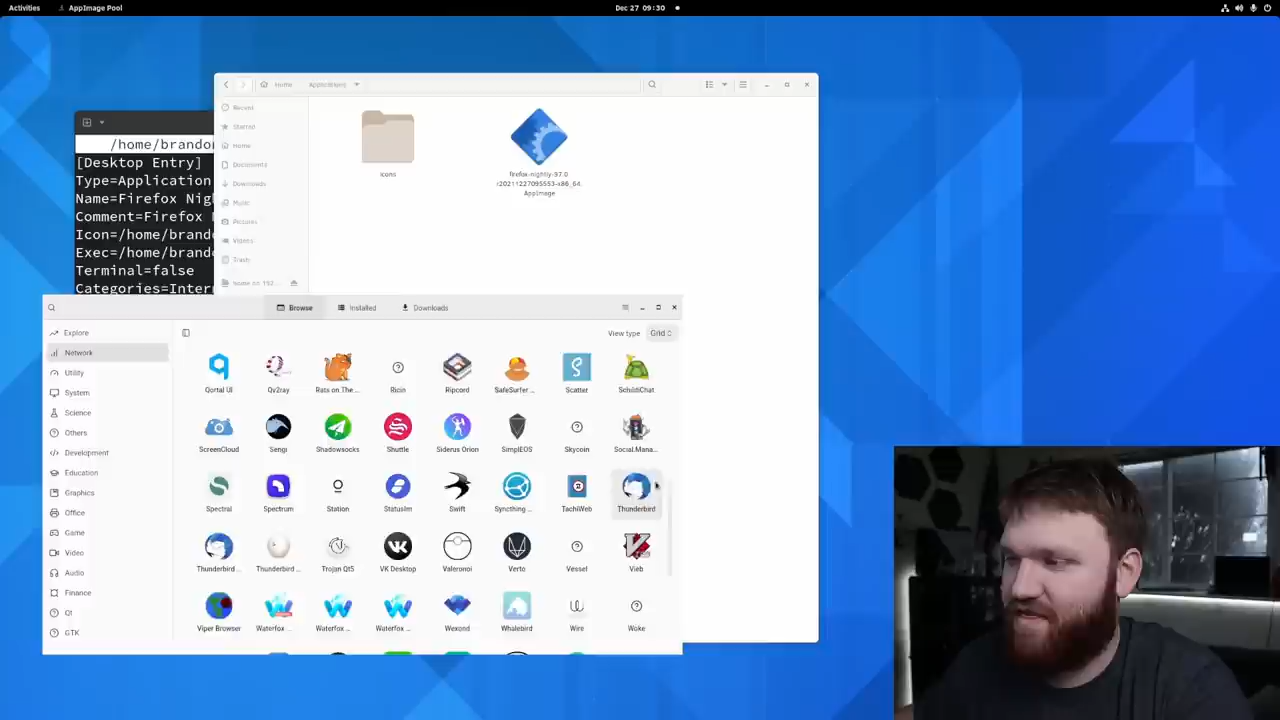 Activities
AppImage Pool
Dec 27 09:30
Home
Applications
Recent
Starred
Home
Documents
Downloads
Music
Pictures
Videos
Trash
home on 192...
icons
firefox-nightly-97.0
AppImage
/home/brando
[Desktop Entry]
Type=Application
Name=Firefox Nig
Comment=Firefox
Icon=/home/brand
Exec=/home/brand
Terminal=false
Categories=Inter
Browse
Installed
Downloads
View type
Grid
Explore
Network
Utility
System
Science
Others
Development
Education
Graphics
Office
Game
Video
Audio
Finance
Qt
GTK
Qortal UI
Qv2ray
Rats on The...
Ricin
Ripcord
SafeSurfer ...
Scatter
SchildiChat
ScreenCloud
Sengi
Shadowsocks
Shuttle
Siderus Orion
SimplEOS
Skycoin
Social.Mana...
Spectral
Spectrum
Station
StatusIm
Swift
Syncthing ...
TachiWeb
Thunderbird
Thunderbird ...
Thunderbird ...
Trojan Qt5
VK Desktop
Valeronoi
Verto
Vessel
Vieb
Viper Browser
Waterfox ...
Waterfox ...
Waterfox ...
Wexond
Whalebird
Wire
Woke